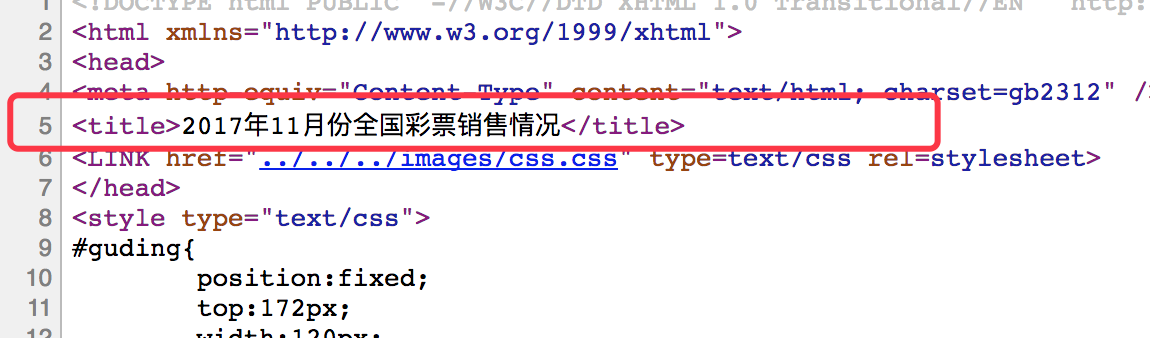 1 <!DOCTYPE html PUBLIC "-//W3C//DTD XHTML 1.0 Transitional//EN" "http:
2 <html xmlns="http://www.w3.org/1999/xhtml">
3 <head>
4 <meta http-equiv="Content-Type" content="text/html; charset=gb2312" />
5 <title>2017年11月份全国彩票销售情况</title>
6 <LINK href="../../../images/css.css" type=text/css rel=stylesheet>
7 </head>
8 <style type="text/css">
9 #guding{
10 position:fixed;
11 top:172px;
12 width:120px;